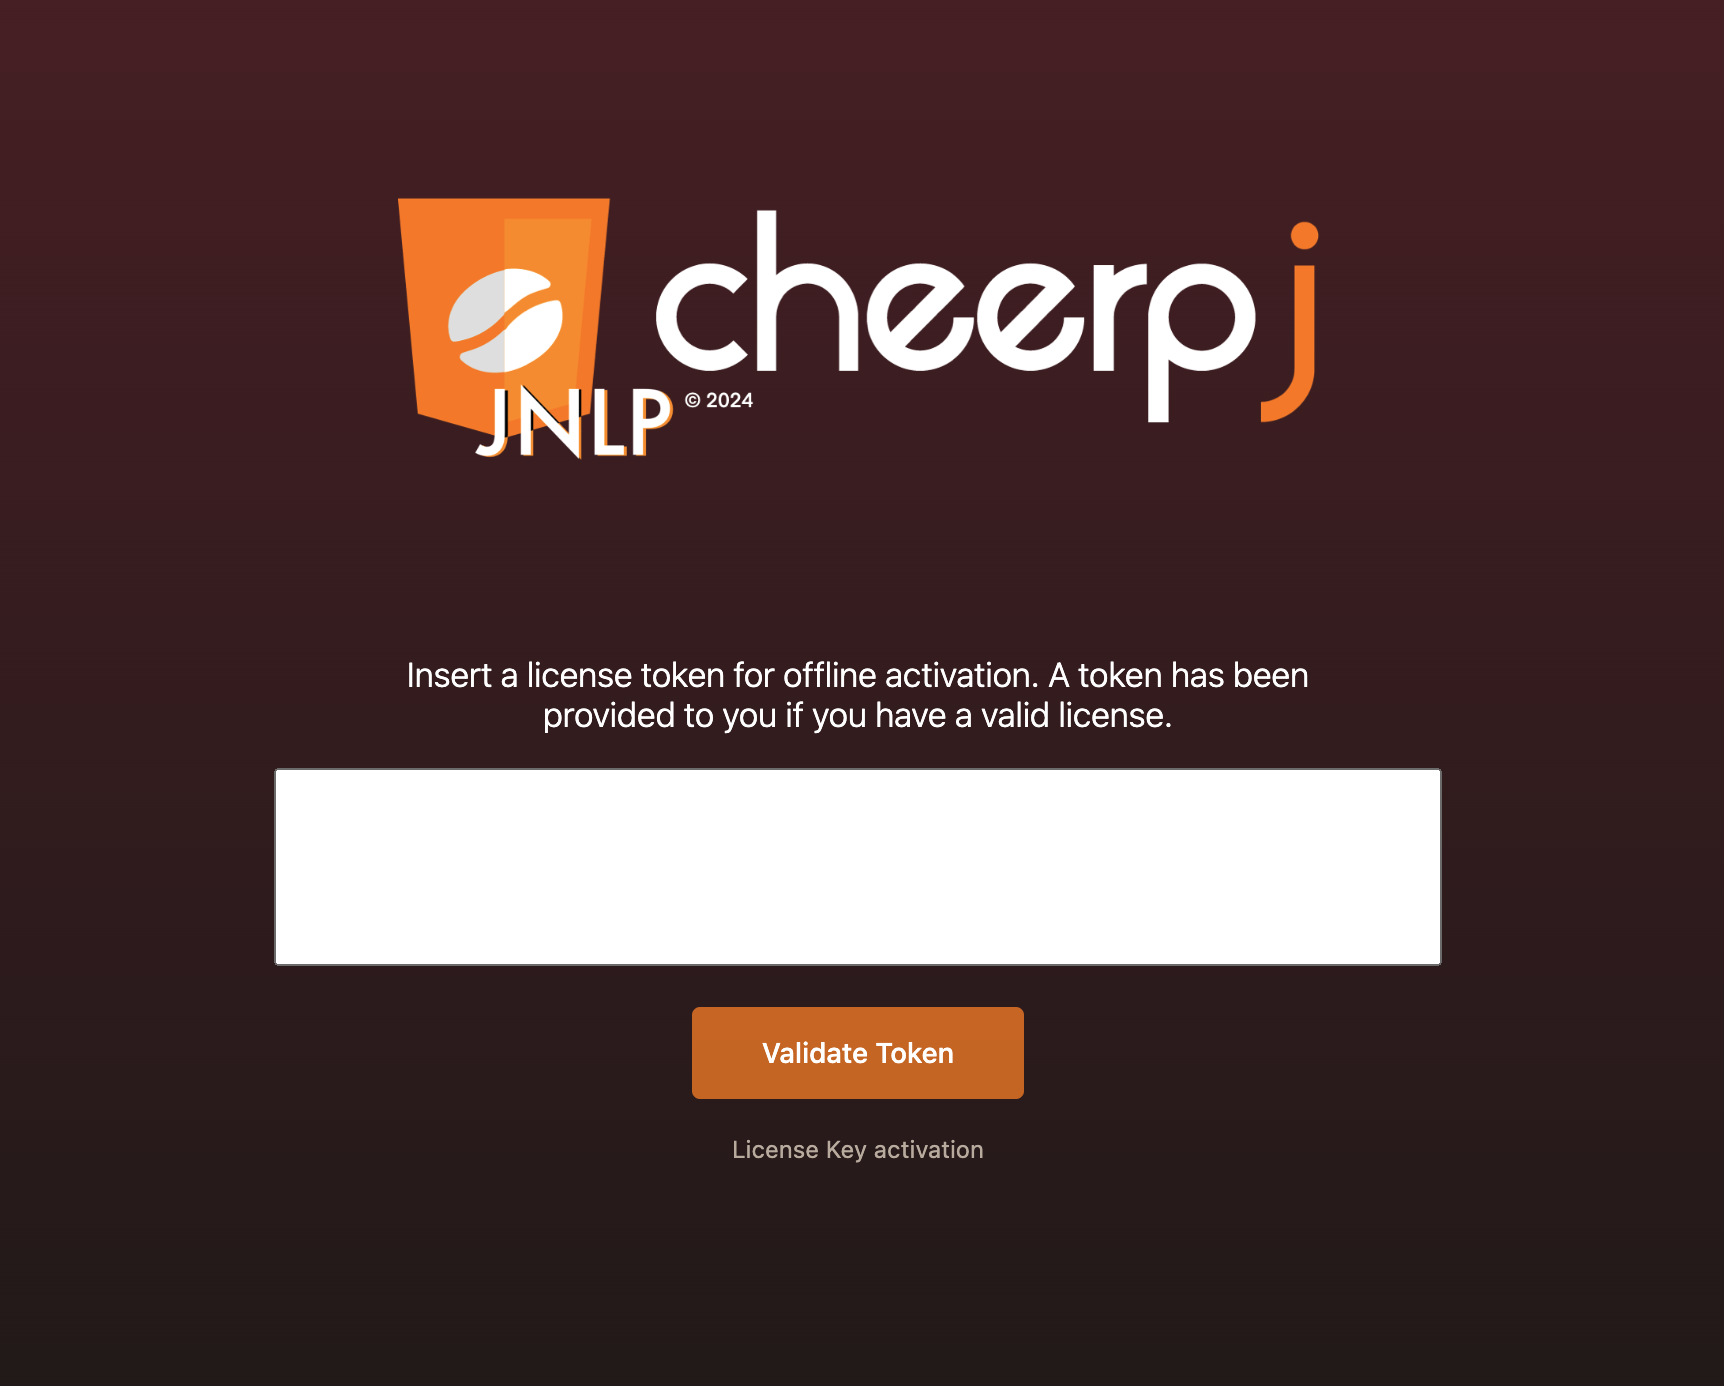 cheerpj
JNLP © 2024
Insert a license token for offline activation. A token has been
provided to you if you have a valid license.
Validate Token
License Key activation